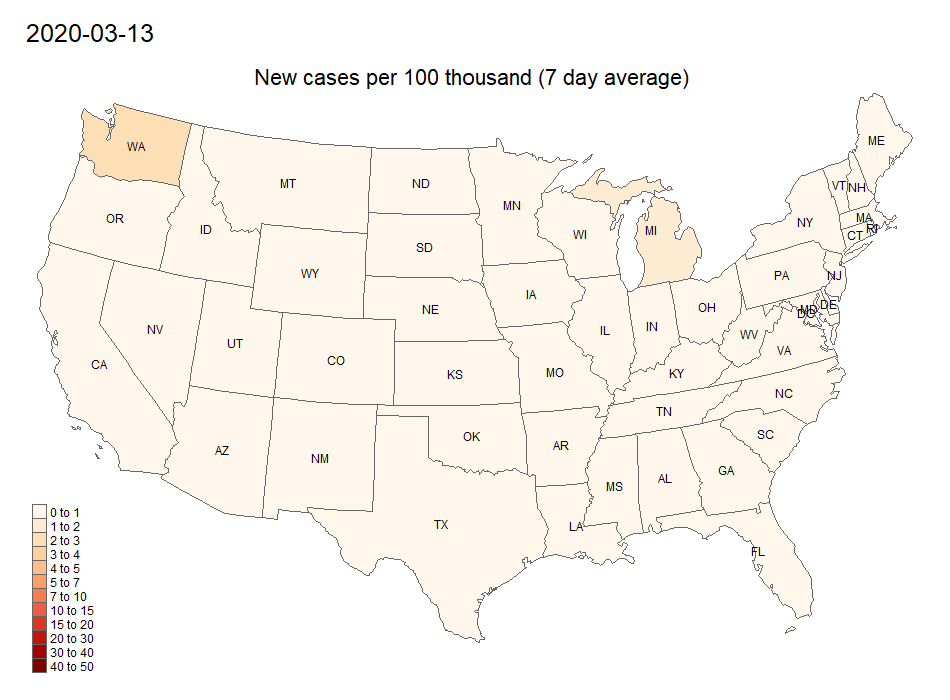 2020-03-13
New cases per 100 thousand (7 day average)
ME
WA
MT
ND
VT
NH
MN
OR
MI
NY
MA
ID
WI
CT
RI
SD
WY
PA
NJ
IA
NE
OH
DE
MD
DC
NV
IL
IN
WV
UT
CO
VA
CA
KS
MO
KY
NC
TN
OK
SC
AR
AZ
NM
GA
MS
AL
TX
LA
FL
0 to 1
1 to 2
2 to 3
3 to 4
4 to 5
5 to 7
7 to 10
10 to 15
15 to 20
20 to 30
30 to 40
40 to 50